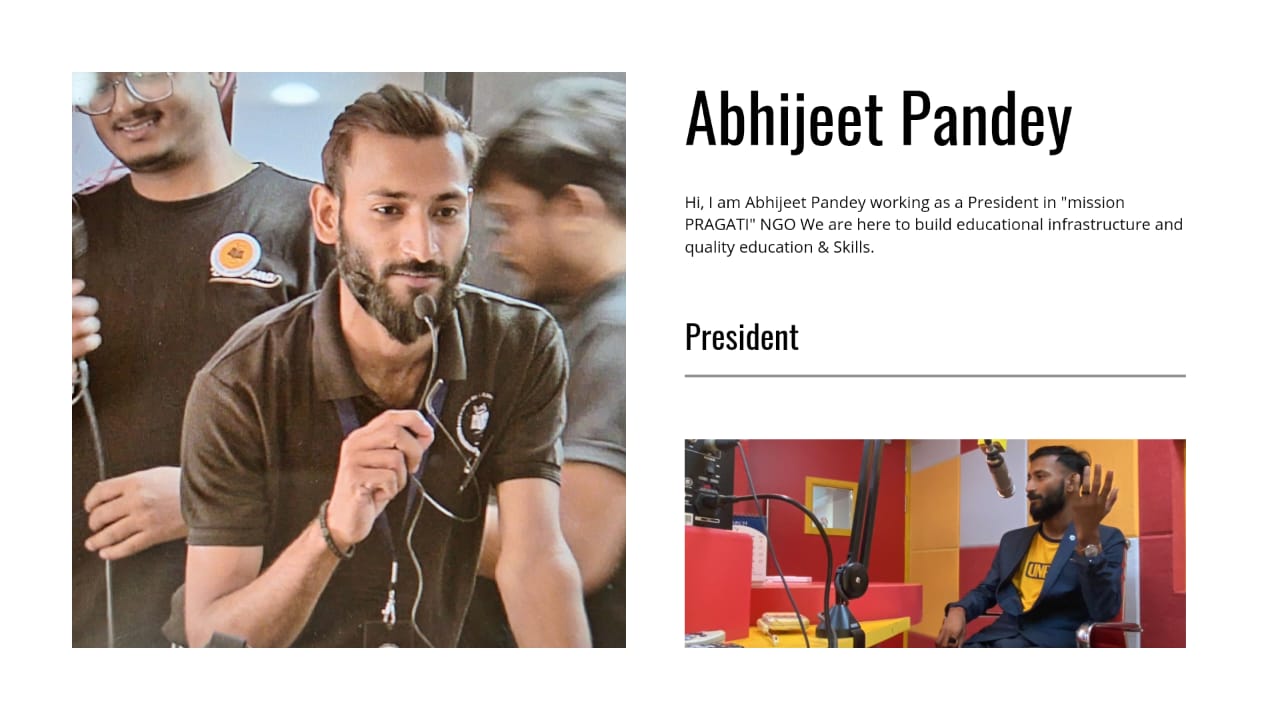 Abhijeet Pandey
Hi, I am Abhijeet Pandey working as a President in "mission
PRAGATI" NGO We are here to build educational infrastructure and
quality education & Skills.
President